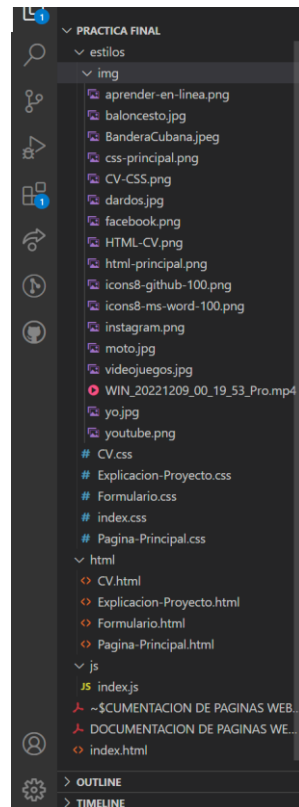 1
PRACTICA FINAL
estilos
img
aprender-en-linea.png
baloncesto.jpg
BanderaCubana.jpeg
css-principal.png
CV-CSS.png
dardos.jpg
facebook.png
HTML-CV.png
html-principal.png
icons8-github-100.png
icons8-ms-word-100.png
instagram.png
moto.jpg
videojuegos.jpg
WIN_20221209_00_19_53_Pro.mp4
yo.jpg
youtube.png
# CV.css
# Explicacion-Proyecto.css
# Formulario.css
# index.css
# Pagina-Principal.css
html
<> CV.html
<> Explicacion-Proyecto.html
<> Formulario.html
<> Pagina-Principal.html
js
JS index.js
~$CUMENTACION DE PAGINAS WEB...
DOCUMENTACION DE PAGINAS WE...
<> index.html
OUTLINE
TIMELINE
1